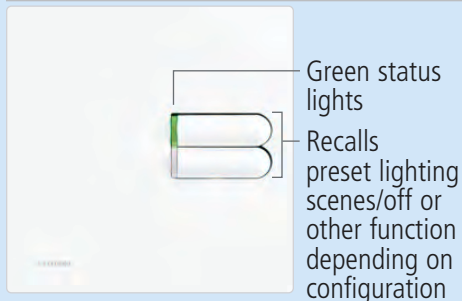 Green status
lights
Recalls
preset lighting
scenes/off or
other function
depending on
configuration